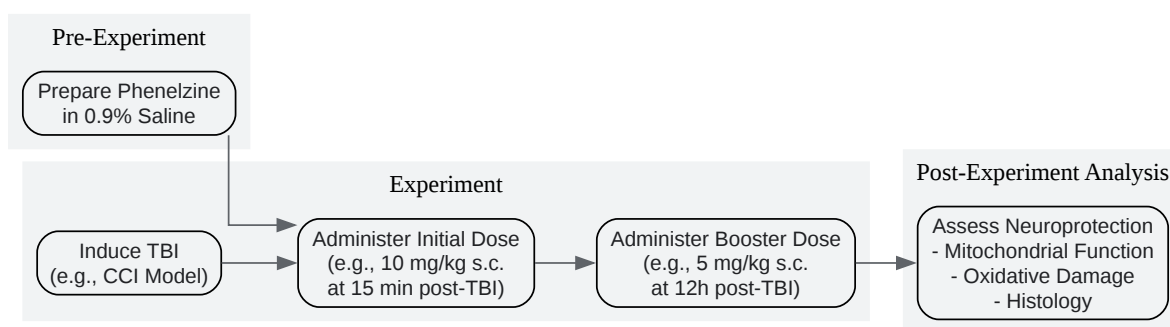 Pre-Experiment
Prepare Phenelzine
in 0.9% Saline
Experiment
Induce TBI
(e.g., CCI Model)
Administer Initial Dose
(e.g., 10 mg/kg s.c.
at 15 min post-TBI)
Administer Booster Dose
(e.g., 5 mg/kg s.c.
at 12h post-TBI)
Post-Experiment Analysis
Assess Neuroprotection
- Mitochondrial Function
- Oxidative Damage
- Histology